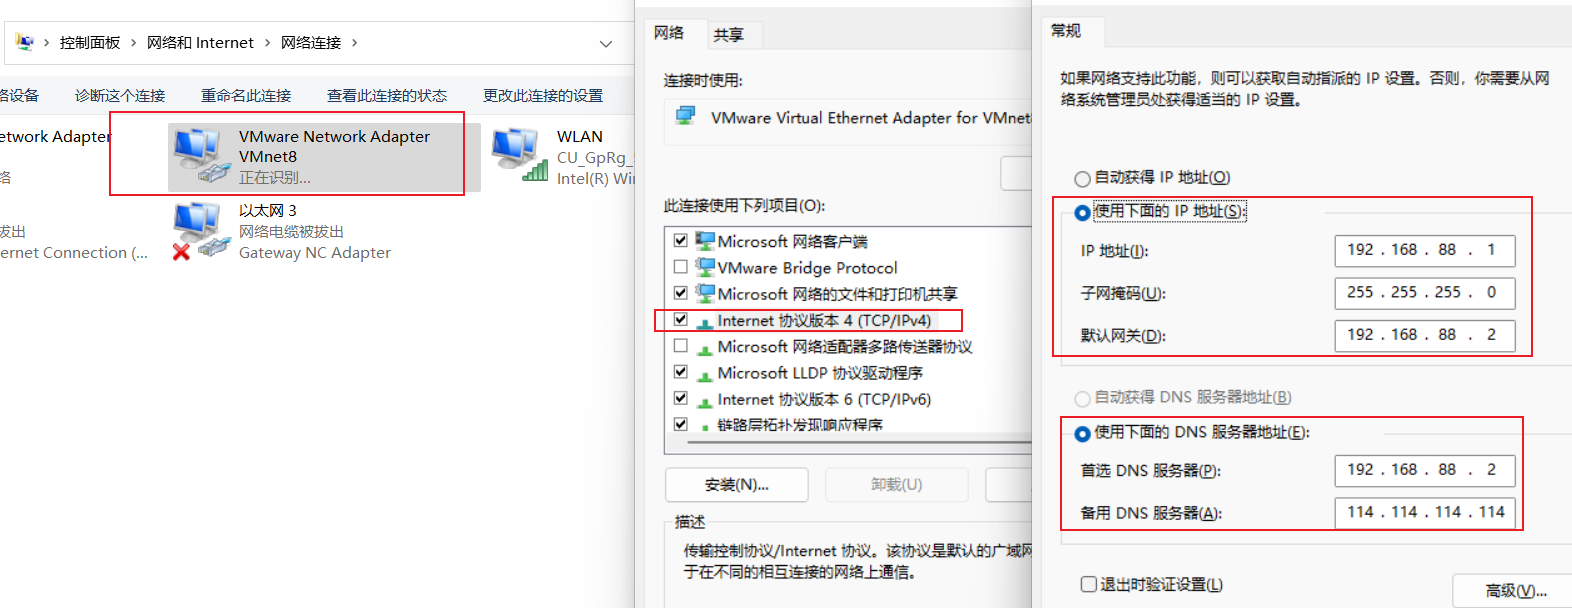 控制面板 › 网络和 Internet › 网络连接 ›
诊断这个连接 重命名此连接 查看此连接的状态 更改此连接的设置
络设备
etwork Adapter
络
VMware Network Adapter
VMnet8
正在识别...
WLAN
CU_GpRg_
Intel(R) Wi
拔出
ernet Connection (...
以太网 3
网络电缆被拔出
Gateway NC Adapter
网络 共享
连接时使用:
VMware Virtual Ethernet Adapter for VMnet
此连接使用下列项目(O):
Microsoft 网络客户端
VMware Bridge Protocol
Microsoft 网络的文件和打印机共享
Internet 协议版本 4 (TCP/IPv4)
Microsoft 网络适配器多路传送器协议
Microsoft LLDP 协议驱动程序
Internet 协议版本 6 (TCP/IPv6)
链路层拓扑发现响应程序
安装(N)... 卸载(U)
描述
传输控制协议/Internet 协议。该协议是默认的广域网
于在不同的相互连接的网络上通信。
常规
如果网络支持此功能，则可以获取自动指派的 IP 设置。否则，你需要从网
络系统管理员处获得适当的 IP 设置。
自动获得 IP 地址(O)
使用下面的 IP 地址(S):
IP 地址(I): 192 . 168 . 88 . 1
子网掩码(U): 255 . 255 . 255 . 0
默认网关(D): 192 . 168 . 88 . 2
自动获得 DNS 服务器地址(B)
使用下面的 DNS 服务器地址(E):
首选 DNS 服务器(P): 192 . 168 . 88 . 2
备用 DNS 服务器(A): 114 . 114 . 114 . 114
退出时验证设置(L)
高级(V)...